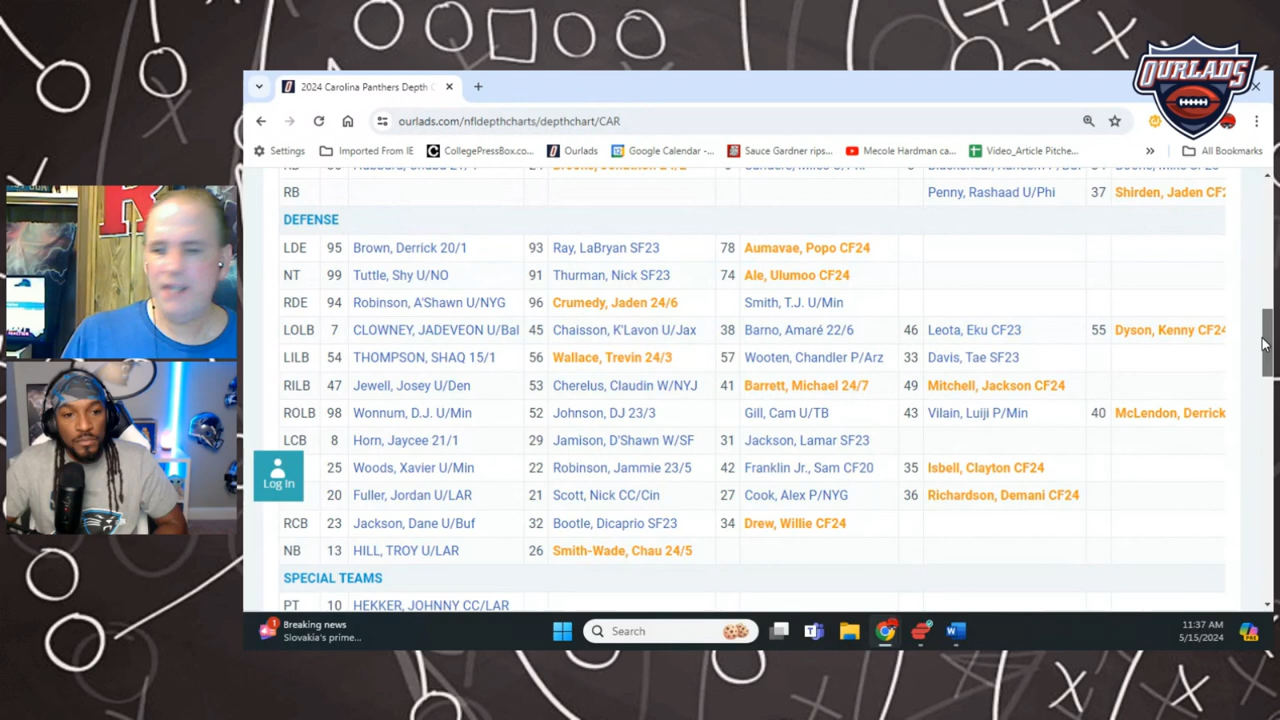 OURLADS
2024 Carolina Panthers Depth C
ourlads.com/nfldepthcharts/depthchart/CAR
Settings Imported From IE CollegePressBox.co... Ourlads Google Calendar -... Sauce Gardner rips... Mecole Hardman ca... Video_Article Pitche... » All Bookmarks
RB Penny, Rashaad U/Phi 37 Shirden, Jaden CF2
DEFENSE
LDE 95 Brown, Derrick 20/1 93 Ray, LaBryan SF23 78 Aumavae, Popo CF24
NT 99 Tuttle, Shy U/NO 91 Thurman, Nick SF23 74 Ale, Ulumoo CF24
RDE 94 Robinson, A'Shawn U/NYG 96 Crumedy, Jaden 24/6 Smith, T.J. U/Min
LOLB 7 CLOWNEY, JADEVEON U/Bal 45 Chaisson, K'Lavon U/Jax 38 Barno, Amaré 22/6 46 Leota, Eku CF23 55 Dyson, Kenny CF24
LILB 54 THOMPSON, SHAQ 15/1 56 Wallace, Trevin 24/3 57 Wooten, Chandler P/Arz 33 Davis, Tae SF23
RILB 47 Jewell, Josey U/Den 53 Cherelus, Claudin W/NYJ 41 Barrett, Michael 24/7 49 Mitchell, Jackson CF24
ROLB 98 Wonnum, D.J. U/Min 52 Johnson, DJ 23/3 Gill, Cam U/TB 43 Vilain, Luiji P/Min 40 McLendon, Derrick
LCB 8 Horn, Jaycee 21/1 29 Jamison, D'Shawn W/SF 31 Jackson, Lamar SF23
25 Woods, Xavier U/Min 22 Robinson, Jammie 23/5 42 Franklin Jr., Sam CF20 35 Isbell, Clayton CF24
20 Fuller, Jordan U/LAR 21 Scott, Nick CC/Cin 27 Cook, Alex P/NYG 36 Richardson, Demani CF24
RCB 23 Jackson, Dane U/Buf 32 Bootle, Dicaprio SF23 34 Drew, Willie CF24
NB 13 HILL, TROY U/LAR 26 Smith-Wade, Chau 24/5
Log In
SPECIAL TEAMS
PT 10 HEKKER, JOHNNY CC/LAR
1 Breaking news
Slovakia's prime...
Search
11:37 AM
5/15/2024